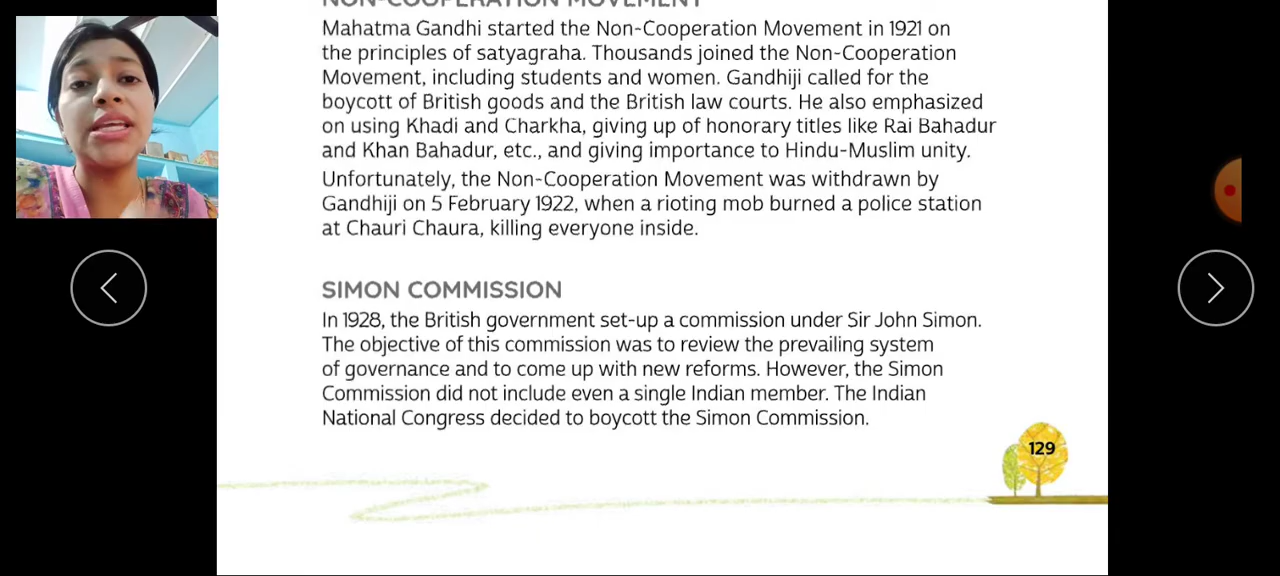 NON-COOPERATION MOVEMENT
Mahatma Gandhi started the Non-Cooperation Movement in 1921 on
the principles of satyagraha. Thousands joined the Non-Cooperation
Movement, including students and women. Gandhiji called for the
boycott of British goods and the British law courts. He also emphasized
on using Khadi and Charkha, giving up of honorary titles like Rai Bahadur
and Khan Bahadur, etc., and giving importance to Hindu-Muslim unity.
Unfortunately, the Non-Cooperation Movement was withdrawn by
Gandhiji on 5 February 1922, when a rioting mob burned a police station
at Chauri Chaura, killing everyone inside.
SIMON COMMISSION
In 1928, the British government set-up a commission under Sir John Simon.
The objective of this commission was to review the prevailing system
of governance and to come up with new reforms. However, the Simon
Commission did not include even a single Indian member. The Indian
National Congress decided to boycott the Simon Commission.
129